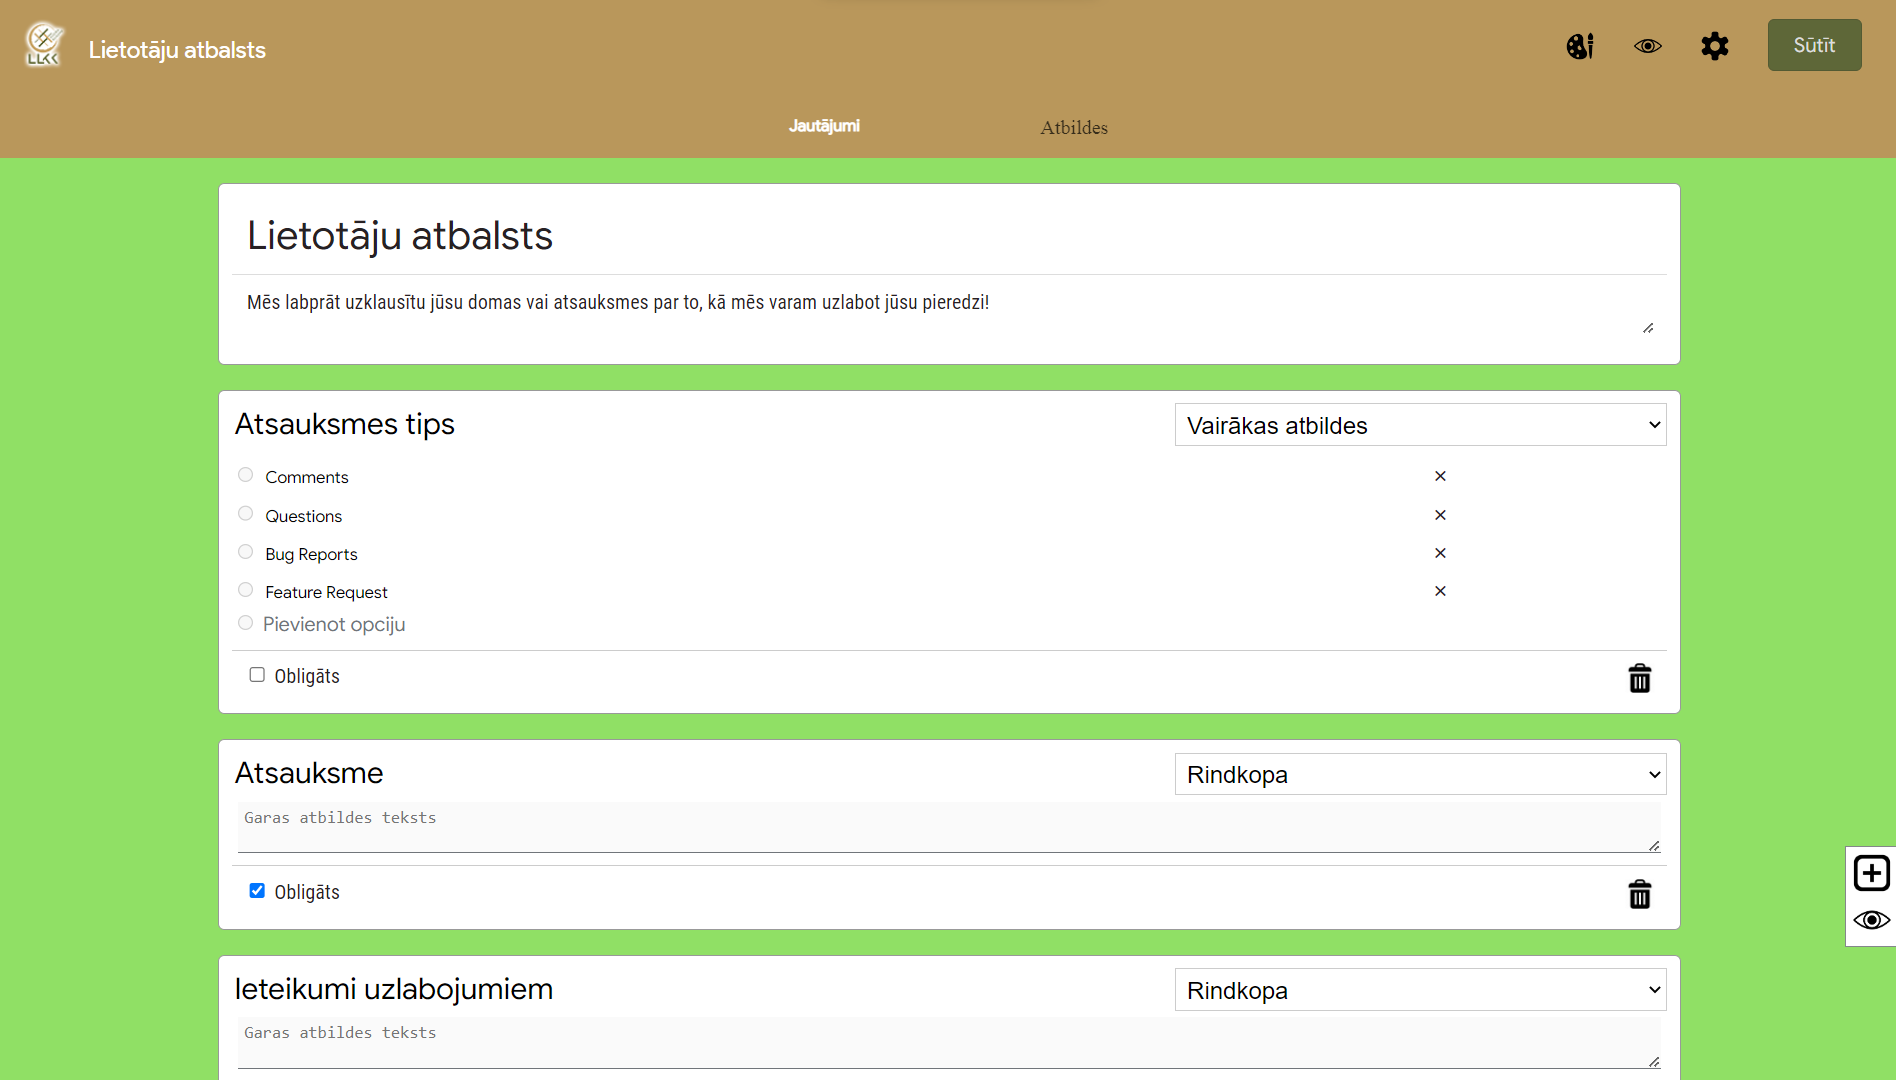 LLKC
Lietotāju atbalsts
Sūtīt
Jautājumi
Atbildes
Lietotāju atbalsts
Mēs labprāt uzklausītu jūsu domas vai atsauksmes par to, kā mēs varam uzlabot jūsu pieredzi!
Atsauksmes tips
Vairākas atbildes
Comments
Questions
Bug Reports
Feature Request
Pievienot opciju
Obligāts
Atsauksme
Rindkopa
Garas atbildes teksts
Obligāts
Ieteikumi uzlabojumiem
Rindkopa
Garas atbildes teksts